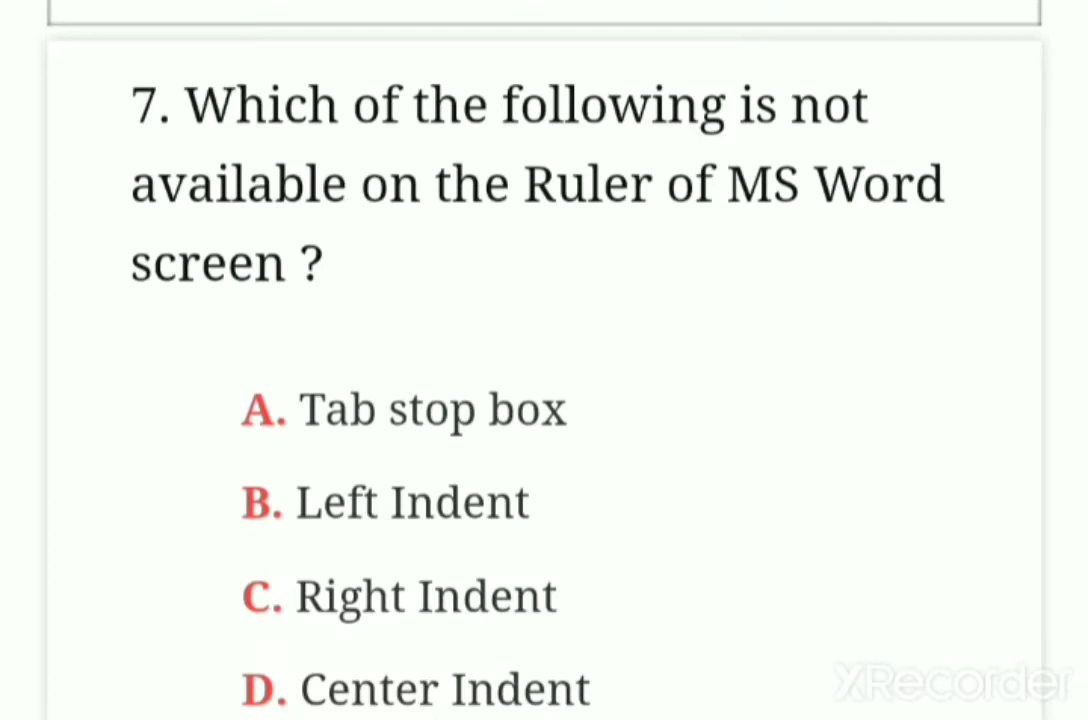 7. Which of the following is not
available on the Ruler of MS Word
screen ?
A. Tab stop box
B. Left Indent
C. Right Indent
D. Center Indent
XRecorder